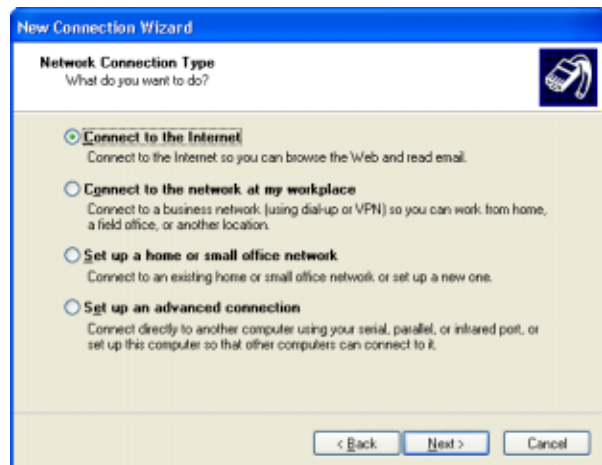 New Connection Wizard
Network Connection Type
What do you want to do?
Connect to the Internet
Connect to the Internet so you can browse the Web and read email.
Connect to the network at my workplace
Connect to a business network (using dial-up or VPN) so you can work from home,
a field office, or another location.
Set up a home or small office network
Connect to an existing home or small office network or set up a new one.
Set up an advanced connection
Connect directly to another computer using your serial, parallel, or infrared port, or
set up this computer so that other computers can connect to it.
< Back Next > Cancel